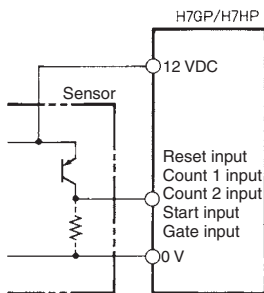 H7GP/H7HP
12 VDC
Sensor
Reset input
Count 1 input
Count 2 input
Start input
Gate input
0 V